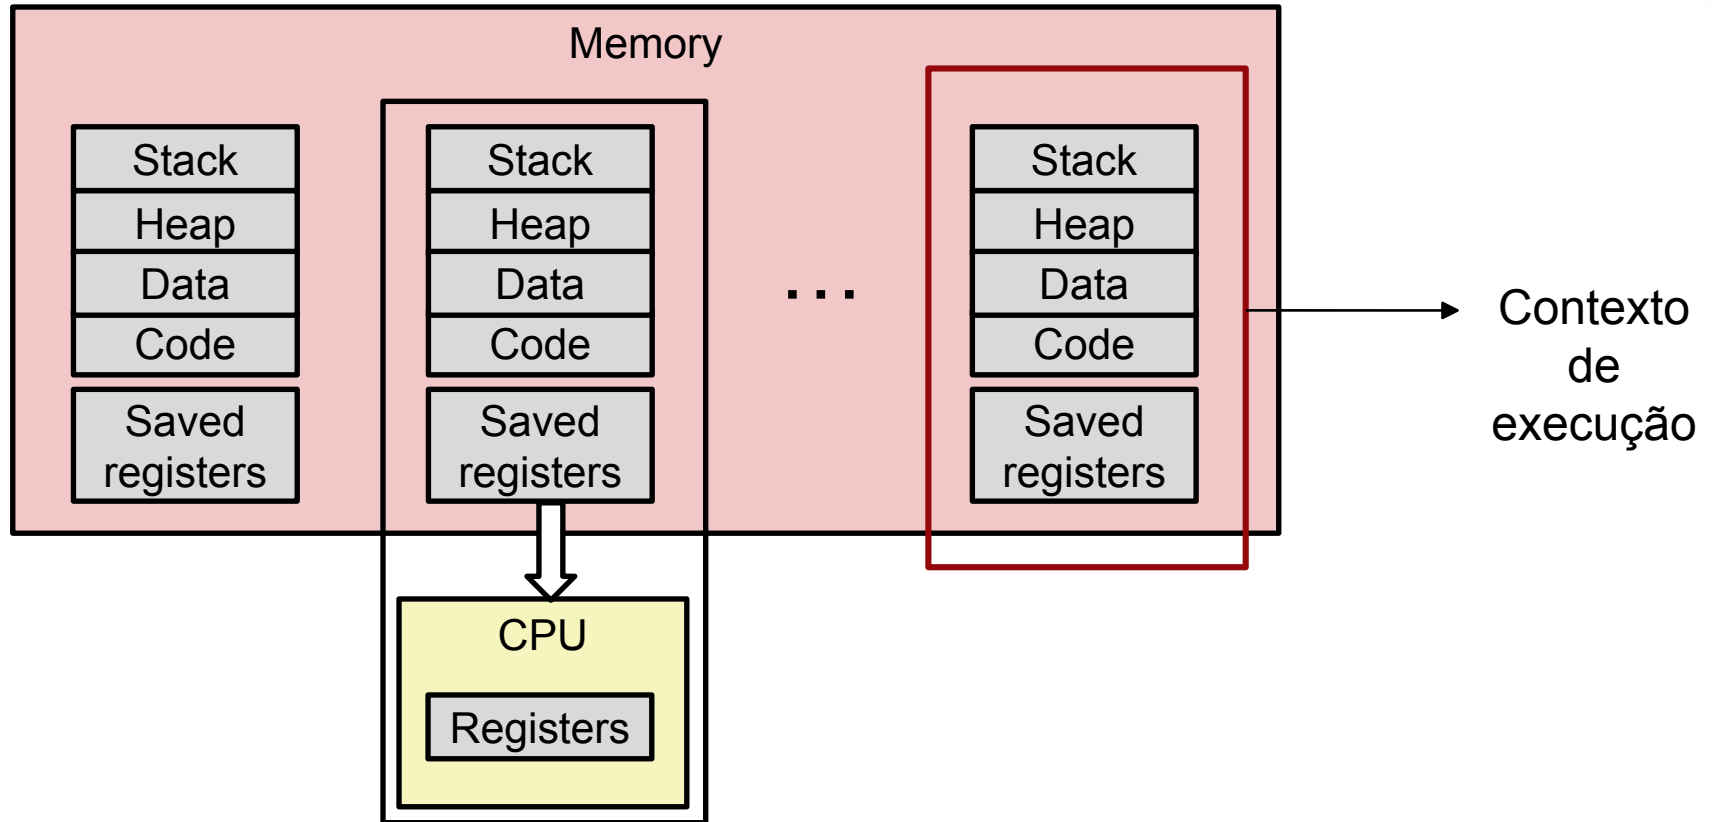 Memory
Stack
Heap
Data
Code
Saved
registers
Stack
Heap
Data
Code
Saved
registers
CPU
Registers
...
Stack
Heap
Data
Code
Saved
registers
Contexto
de
execução